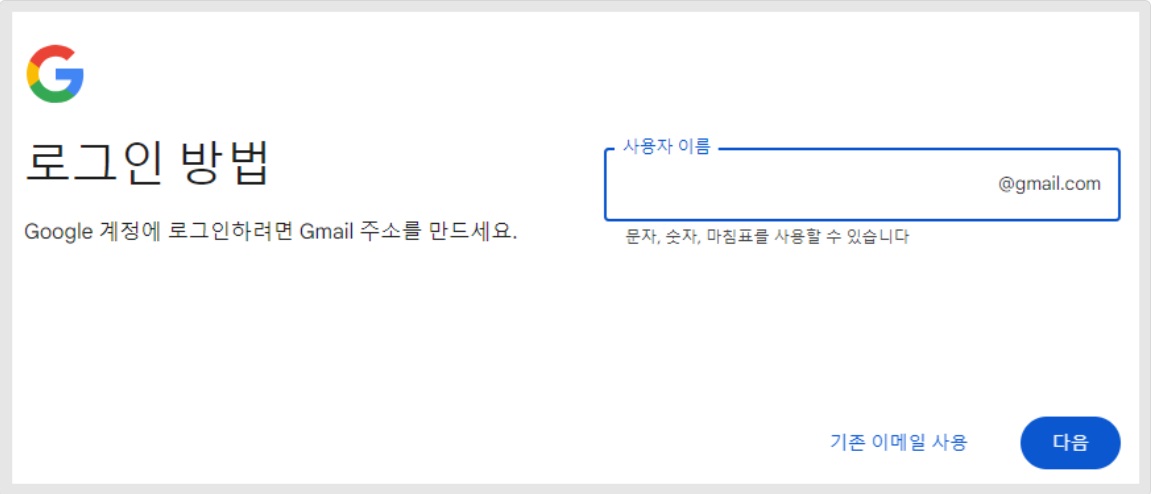 로그인 방법
Google 계정에 로그인하려면 Gmail 주소를 만드세요.
사용자 이름
@gmail.com
문자, 숫자, 마침표를 사용할 수 있습니다
기존 이메일 사용
다음